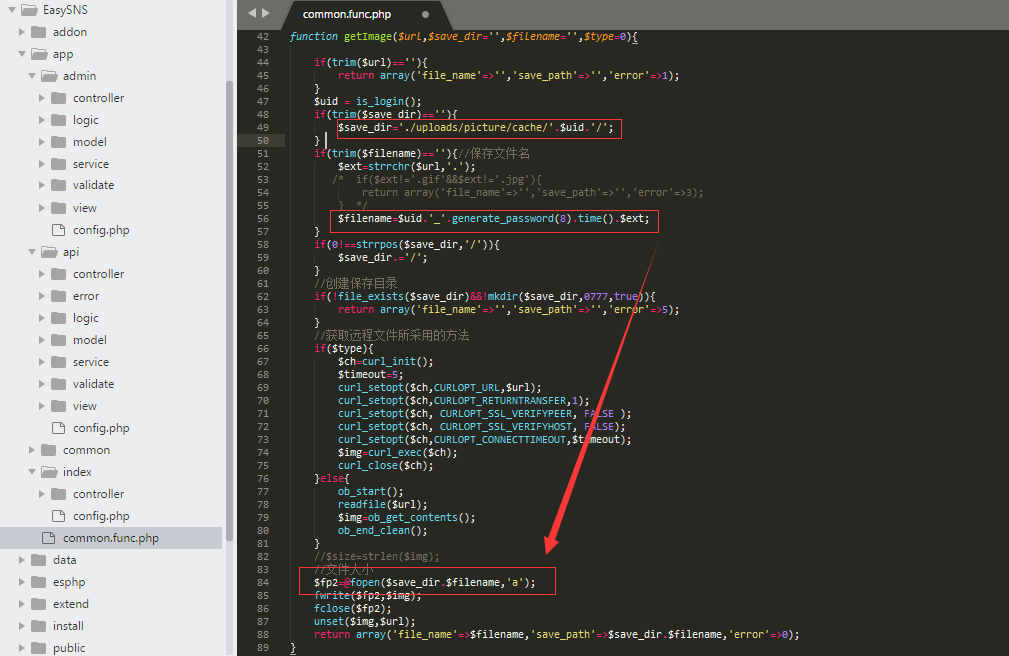 EasySNS
addon
app
admin
controller
logic
model
service
validate
view
config.php
api
controller
error
logic
model
service
validate
view
config.php
common
index
controller
config.php
common.func.php
data
esphp
extend
install
public
common.func.php
42 function getImage($url,$save_dir='',$filename='',$type=0){
43
44 if(trim($url)==''){
45 return array('file_name'=>'','save_path'=>'','error'=>1);
46 }
47 $uid = is_login();
48 if(trim($save_dir)==''){
49 $save_dir='./uploads/picture/cache/'.$uid.'/';
50 }
51 if(trim($filename)==''){//保存文件名
52 $ext=strrchr($url,'.');
53 /* if($ext!='.gif'&&$ext!='.jpg'){
54 return array('file_name'=>'','save_path'=>'','error'=>3);
55 } */
56 $filename=$uid.'_'.generate_password(8).time().$ext;
57 }
58 if(0!==strrpos($save_dir,'/')){
59 $save_dir.='/';
60 }
61 //创建保存目录
62 if(!file_exists($save_dir)&&!mkdir($save_dir,0777,true)){
63 return array('file_name'=>'','save_path'=>'','error'=>5);
64 }
65 //获取远程文件所采用的方法
66 if($type){
67 $ch=curl_init();
68 $timeout=5;
69 curl_setopt($ch,CURLOPT_URL,$url);
70 curl_setopt($ch,CURLOPT_RETURNTRANSFER,1);
71 curl_setopt($ch, CURLOPT_SSL_VERIFYPEER, FALSE );
72 curl_setopt($ch, CURLOPT_SSL_VERIFYHOST, FALSE);
73 curl_setopt($ch,CURLOPT_CONNECTTIMEOUT,$timeout);
74 $img=curl_exec($ch);
75 curl_close($ch);
76 }else{
77 ob_start();
78 readfile($url);
79 $img=ob_get_contents();
80 ob_end_clean();
81 }
82 //$size=strlen($img);
83 //文件大小
84 $fp2=@fopen($save_dir.$filename,'a');
85 fwrite($fp2,$img);
86 fclose($fp2);
87 unset($img,$url);
88 return array('file_name'=>$filename,'save_path'=>$save_dir.$filename,'error'=>0);
89 }